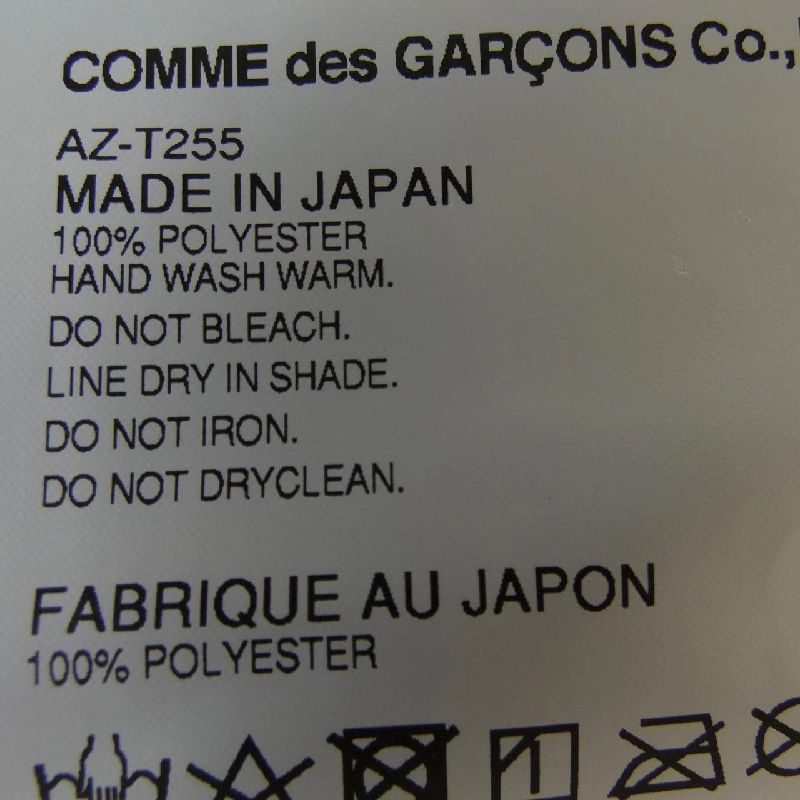 COMME des GARÇONS Co.,
AZ-T255
MADE IN JAPAN
100% POLYESTER
HAND WASH WARM.
DO NOT BLEACH.
LINE DRY IN SHADE.
DO NOT IRON.
DO NOT DRYCLEAN.
FABRIQUE AU JAPON
100% POLYESTER